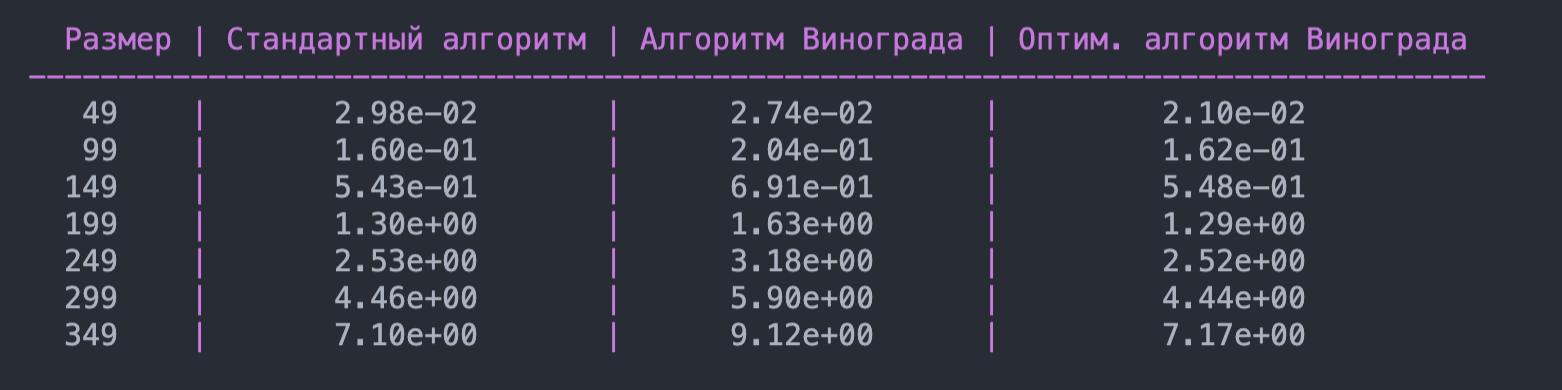 Размер | Стандартный алгоритм | Алгоритм Винограда | Оптим. алгоритм Винограда
---------------------------------------------------------------------------------
49 | 2.98e-02 | 2.74e-02 | 2.10e-02
99 | 1.60e-01 | 2.04e-01 | 1.62e-01
149 | 5.43e-01 | 6.91e-01 | 5.48e-01
199 | 1.30e+00 | 1.63e+00 | 1.29e+00
249 | 2.53e+00 | 3.18e+00 | 2.52e+00
299 | 4.46e+00 | 5.90e+00 | 4.44e+00
349 | 7.10e+00 | 9.12e+00 | 7.17e+00